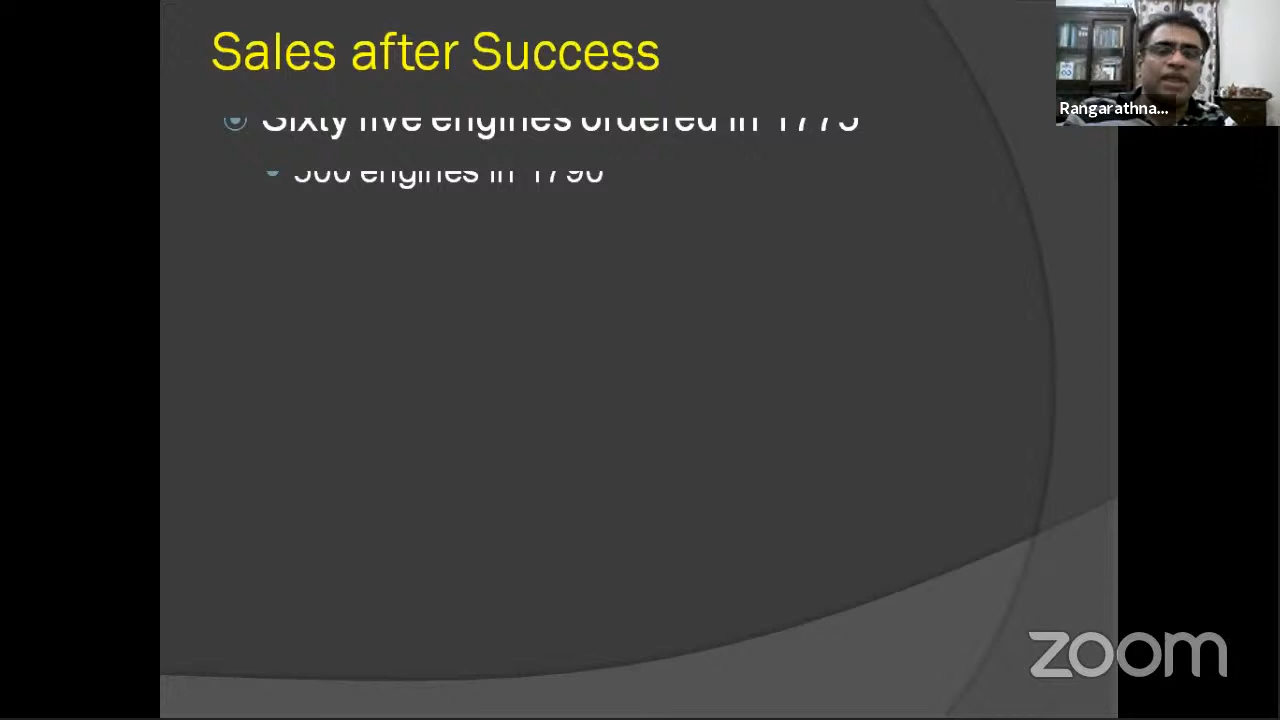 Sales after Success
Sixty five engines ordered in 1775
500 engines in 1790
Rangarathna...
zoom